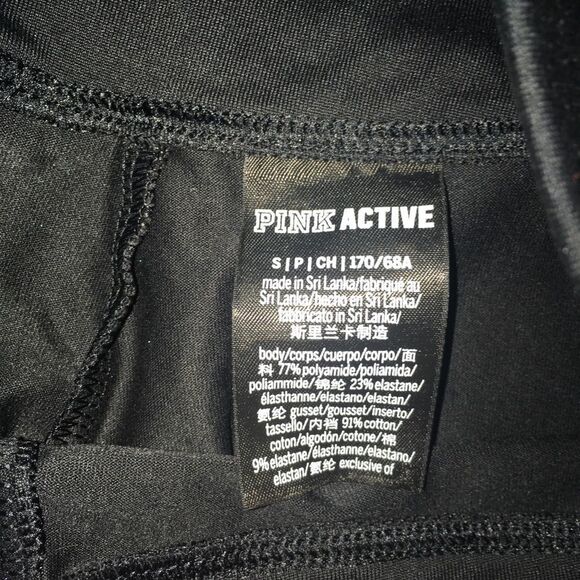 PINK ACTIVE
S | P | CH | 170/68A
made in Sri Lanka/fabriqué au
Sri Lanka/hecho en Sri Lanka/
fabbricato in Sri Lanka/
斯里兰卡制造
body/corps/cuerpo/corpo/面
料 77% polyamide/poliamida/
poliammide/锦纶 23% elastane/
élasthanne/elastano/elastan/
氨纶 gusset/gousset/inserto/
tassello/内裆 91% cotton/
coton/algodón/cotone/棉
9% elastane/élasthanne/elastano/
elastan/氨纶 exclusive of